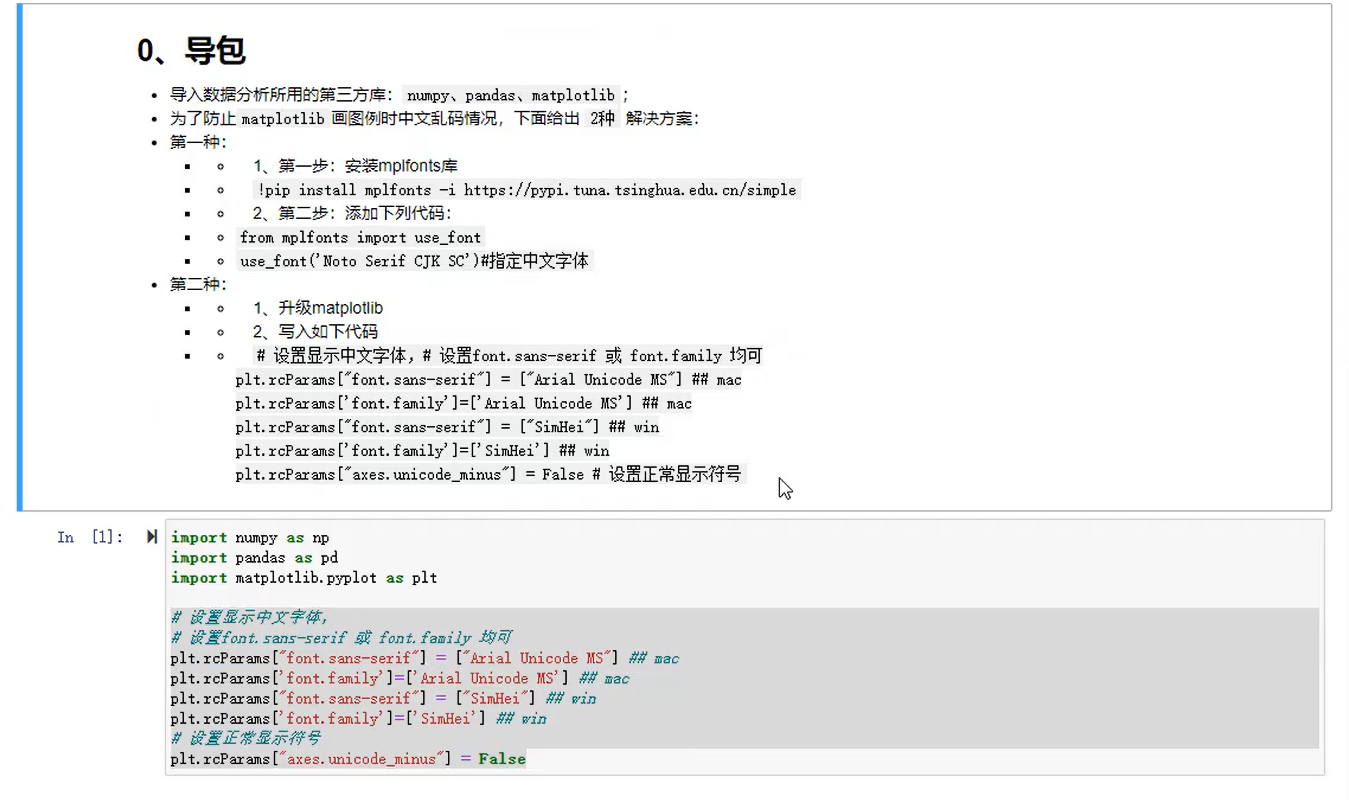 0、导包
导入数据分析所用的第三方库： numpy、pandas、matplotlib ；
为了防止 matplotlib 画图例时中文乱码情况，下面给出 2种 解决方案：
第一种：
1、第一步：安装mplfonts库
!pip install mplfonts -i https://pypi.tuna.tsinghua.edu.cn/simple
2、第二步：添加下列代码：
from mplfonts import use_font
use_font('Noto Serif CJK SC')#指定中文字体
第二种：
1、升级matplotlib
2、写入如下代码
# 设置显示中文字体，# 设置font.sans-serif 或 font.family 均可
plt.rcParams["font.sans-serif"] = ["Arial Unicode MS"] ## mac
plt.rcParams['font.family']=['Arial Unicode MS'] ## mac
plt.rcParams["font.sans-serif"] = ["SimHei"] ## win
plt.rcParams['font.family']=['SimHei'] ## win
plt.rcParams["axes.unicode_minus"] = False # 设置正常显示符号
In [1]:
import numpy as np
import pandas as pd
import matplotlib.pyplot as plt
# 设置显示中文字体，
# 设置font.sans-serif 或 font.family 均可
plt.rcParams["font.sans-serif"] = ["Arial Unicode MS"] ## mac
plt.rcParams['font.family']=['Arial Unicode MS'] ## mac
plt.rcParams["font.sans-serif"] = ["SimHei"] ## win
plt.rcParams['font.family']=['SimHei'] ## win
# 设置正常显示符号
plt.rcParams["axes.unicode_minus"] = False